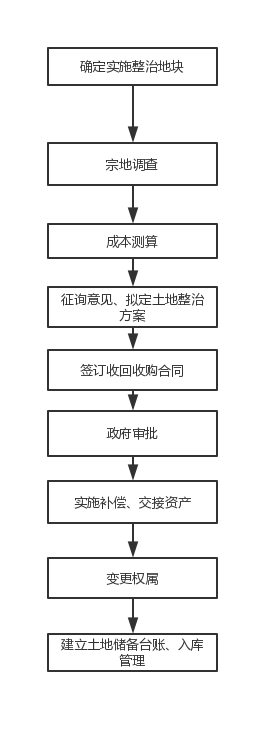 确定实施整治地块
宗地调查
成本测算
征询意见、拟定土地整治
方案
签订收回收购合同
政府审批
实施补偿、交接资产
变更权属
建立土地储备台账、入库
管理